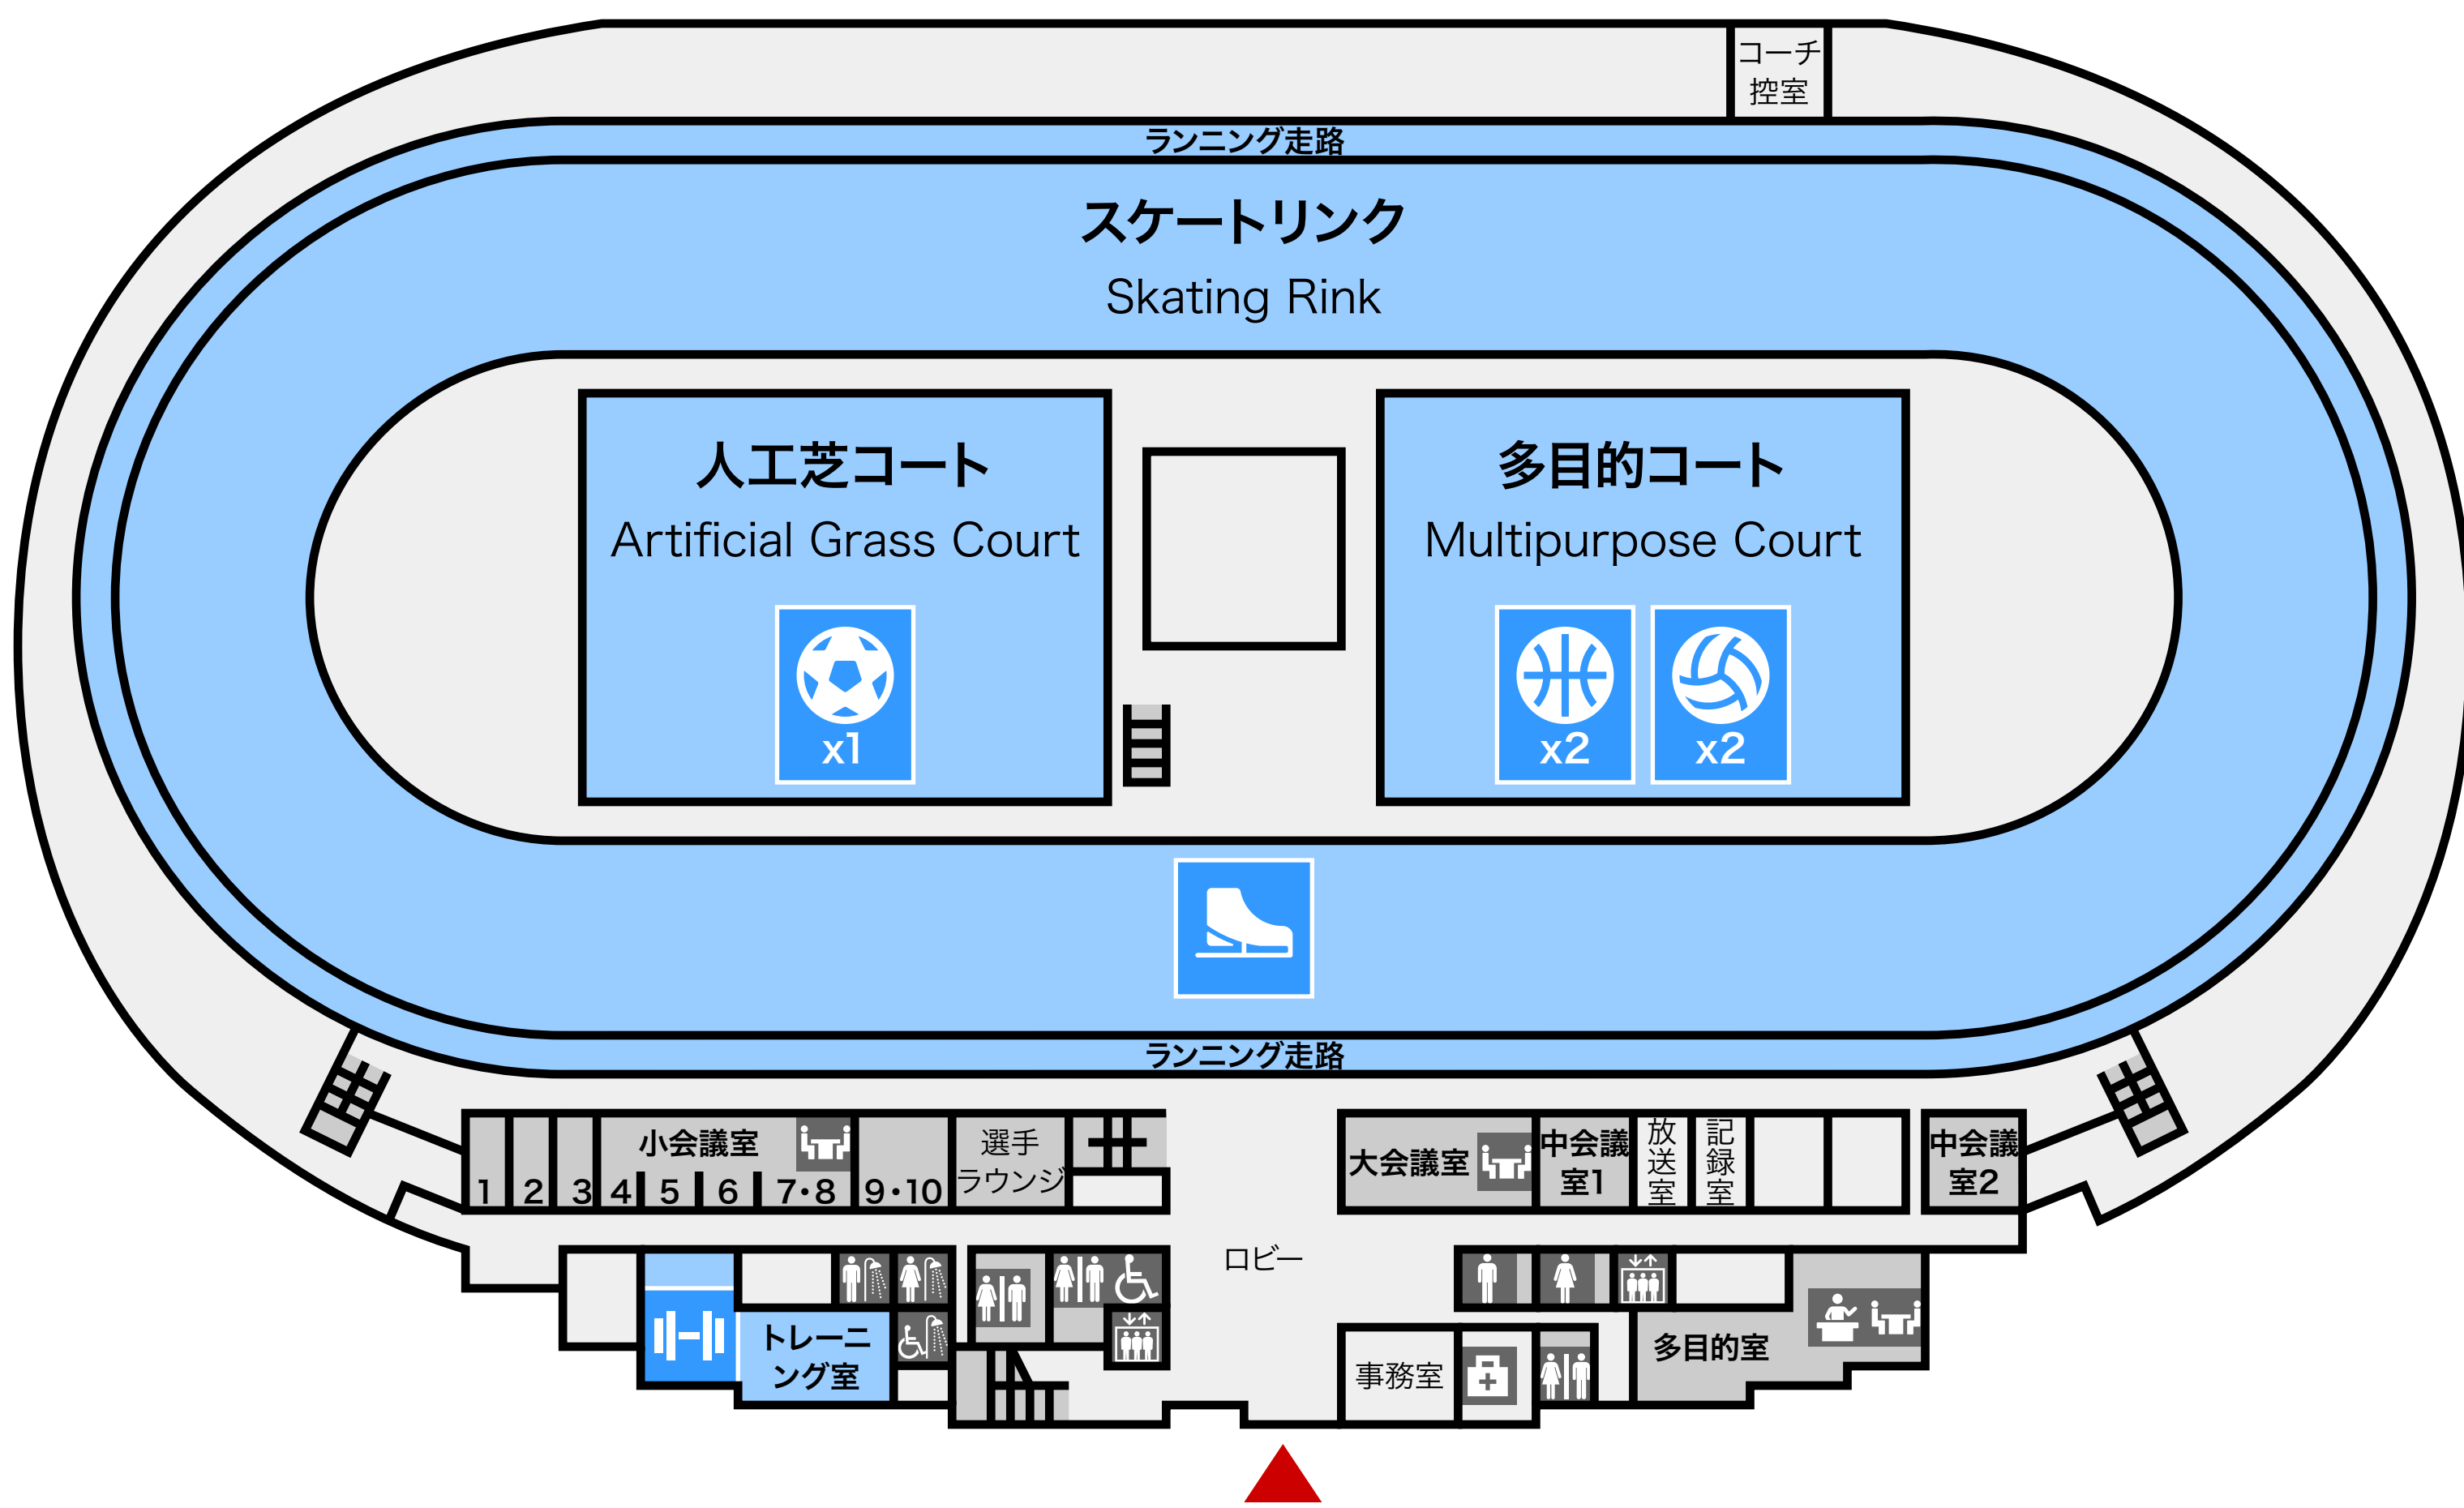 コーチ
控室
ランニング走路
スケートリンク
Skating Rink
人工芝コート
Artificial Grass Court
x1
多目的コート
Multipurpose Court
x2
x2
ランニング走路
小会議室
1
2
3
4
5
6
7・8
9・10
選手
ラウンジ
大会議室
中会議
室1
放送室
記録室
中会議
室2
ロビー
トレーニ
ング室
事務室
多目的室